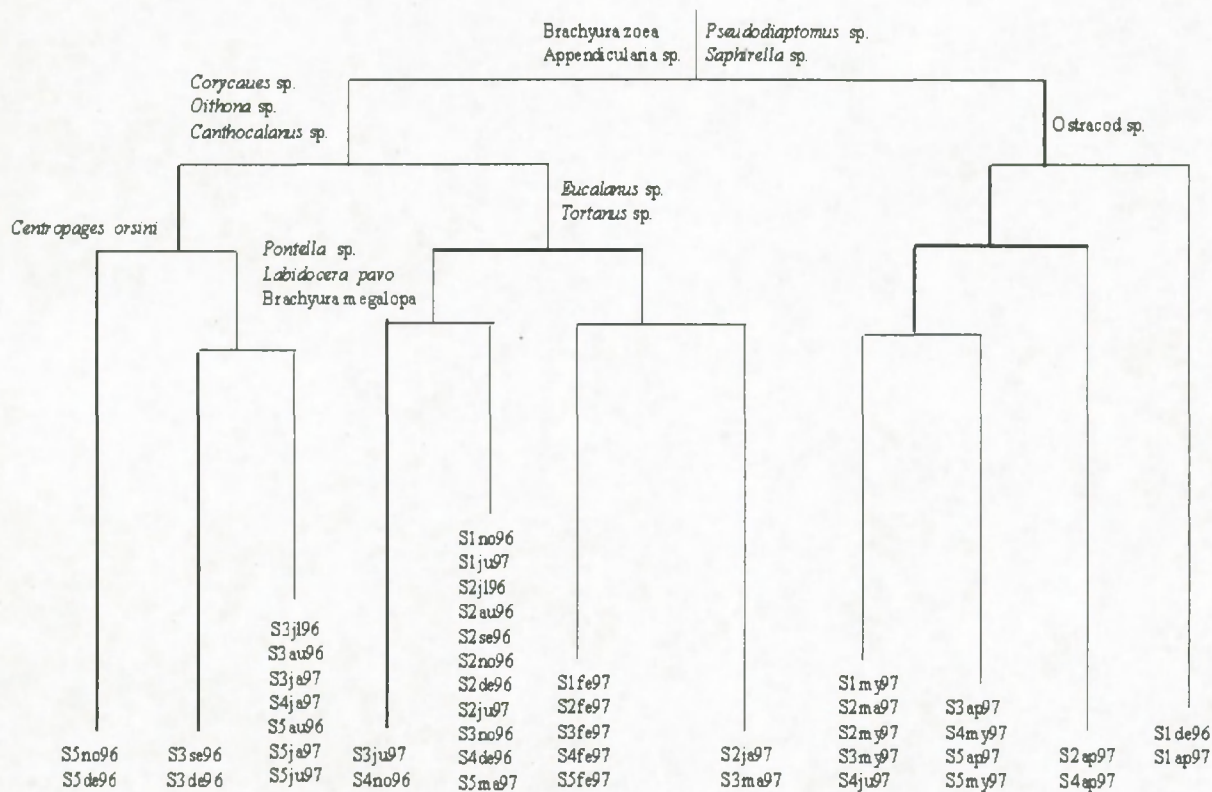 Brachyura zoea
Appendicularia sp.
Pseudodiaptomus sp.
Saphirella sp.
Corycaues sp.
Oithona sp.
Canthocalanus sp.
Ostracod sp.
Eucalanus sp.
Tortanus sp.
Centropages orsini
Pontella sp.
Labidocera pavo
Brachyura megalopa
S5no96
S5de96
S3se96
S3de96
S3jl96
S3au96
S3ja97
S4ja97
S5au96
S5ja97
S5ju97
S3ju97
S4no96
S1no96
S1ju97
S2jl96
S2au96
S2se96
S2no96
S2de96
S2ju97
S3no96
S4de96
S5ma97
S1fe97
S2fe97
S3fe97
S4fe97
S5fe97
S2ja97
S3ma97
S1my97
S2ma97
S2my97
S3my97
S4ju97
S3ap97
S4my97
S5ap97
S5my97
S2ap97
S4ap97
S1de96
S1ap97